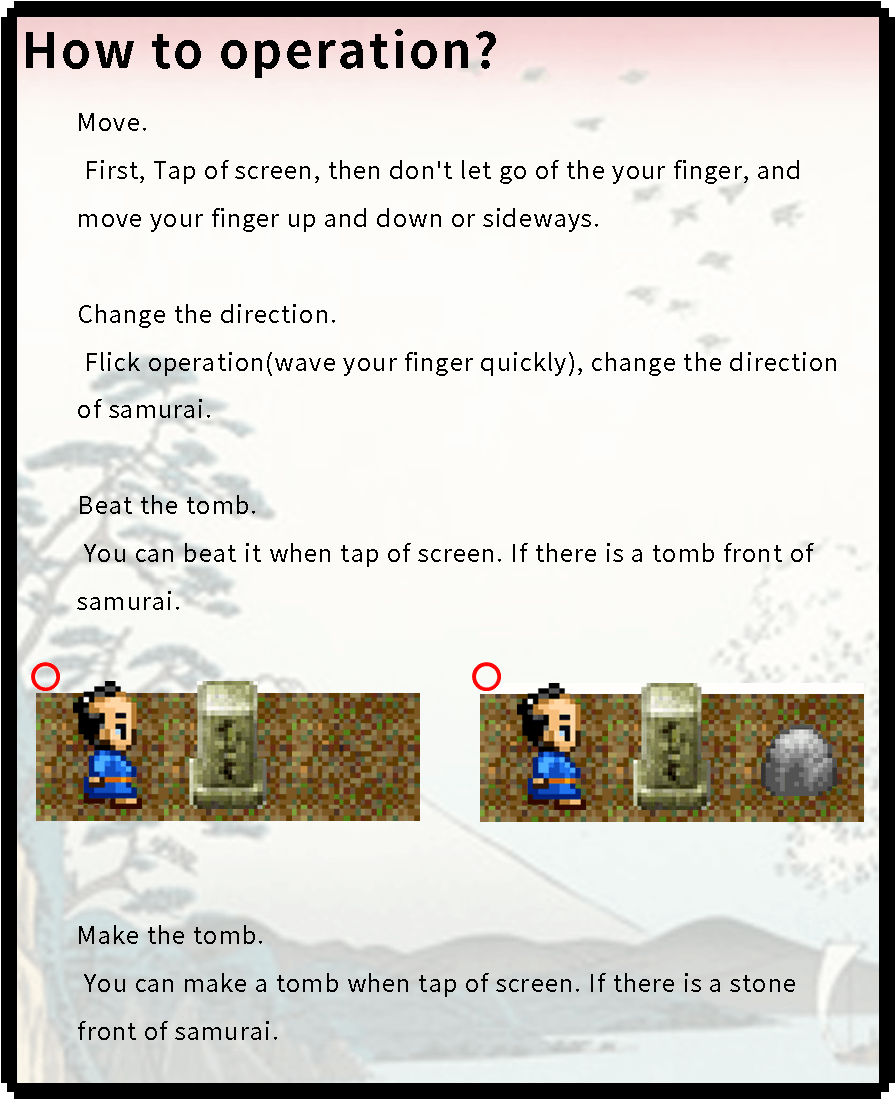 How to operation?
Move.
First, Tap of screen, then don't let go of the your finger, and
move your finger up and down or sideways.
Change the direction.
Flick operation(wave your finger quickly), change the direction
of samurai.
Beat the tomb.
You can beat it when tap of screen. If there is a tomb front of
samurai.
Make the tomb.
You can make a tomb when tap of screen. If there is a stone
front of samurai.